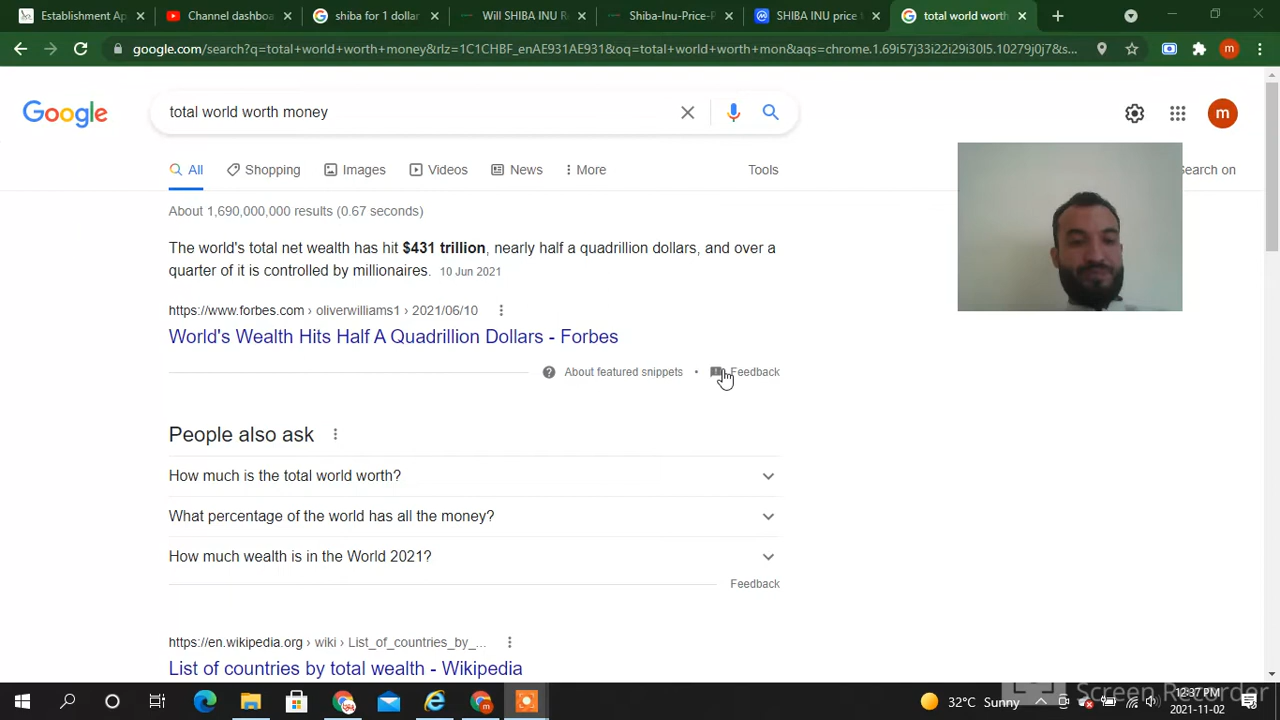 Establishment Ap
Channel dashboa
shiba for 1 dollar
Will SHIBA INU R
Shiba-Inu-Price-P
SHIBA INU price
total world worth
google.com/search?q=total+world+worth+money&rlz=1C1CHBF_enAE931AE931&oq=total+world+worth+mon&aqs=chrome.1.69i57j33i22i29i30l5.10279j0j7&s...
m
Google
total world worth money
m
All
Shopping
Images
Videos
News
More
Tools
Search on
About 1,690,000,000 results (0.67 seconds)
The world's total net wealth has hit $431 trillion, nearly half a quadrillion dollars, and over a
quarter of it is controlled by millionaires. 10 Jun 2021
https://www.forbes.com › oliverwilliams1 › 2021/06/10
World's Wealth Hits Half A Quadrillion Dollars - Forbes
About featured snippets • Feedback
People also ask
How much is the total world worth?
What percentage of the world has all the money?
How much wealth is in the World 2021?
Feedback
https://en.wikipedia.org › wiki › List_of_countries_by_...
List of countries by total wealth - Wikipedia
32°C Sunny
12:37 PM
2021-11-02
Screen Recorder